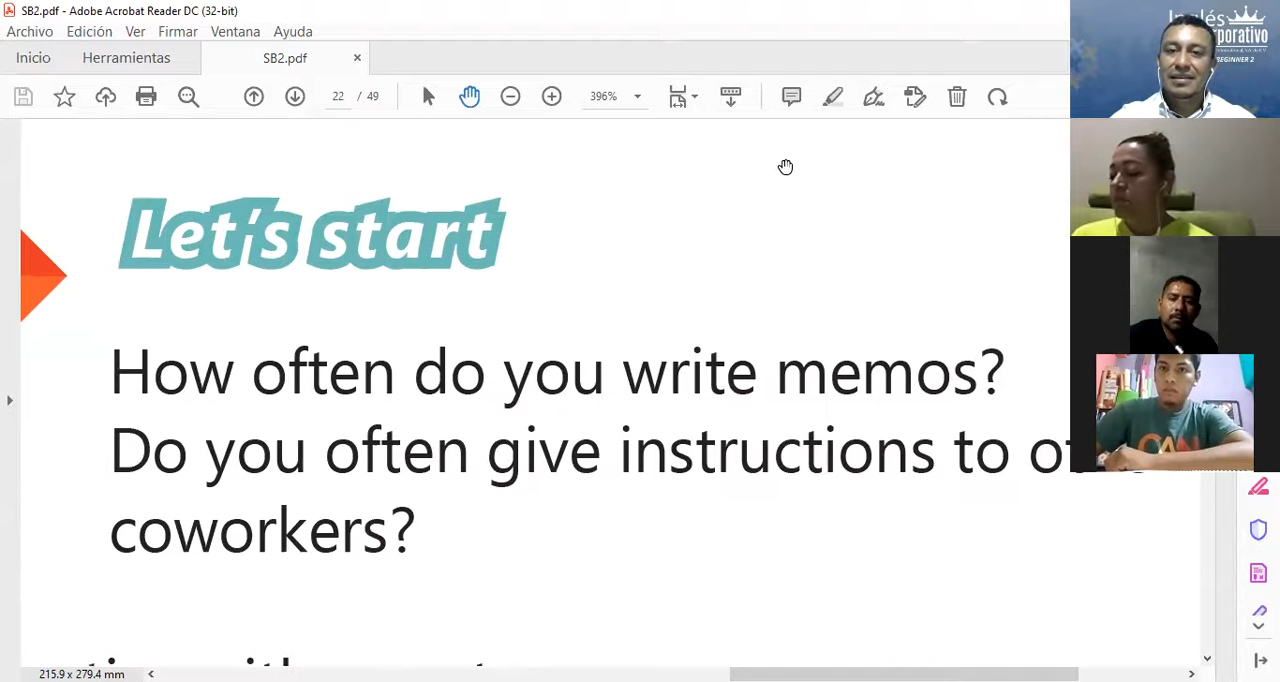 SB2.pdf - Adobe Acrobat Reader DC (32-bit)
Archivo Edición Ver Firmar Ventana Ayuda
Inicio Herramientas SB2.pdf ×
22 / 49 396%
Inglés
BEGINNER 2
Let's start
How often do you write memos?
Do you often give instructions to
coworkers?
215.9 x 279.4 mm